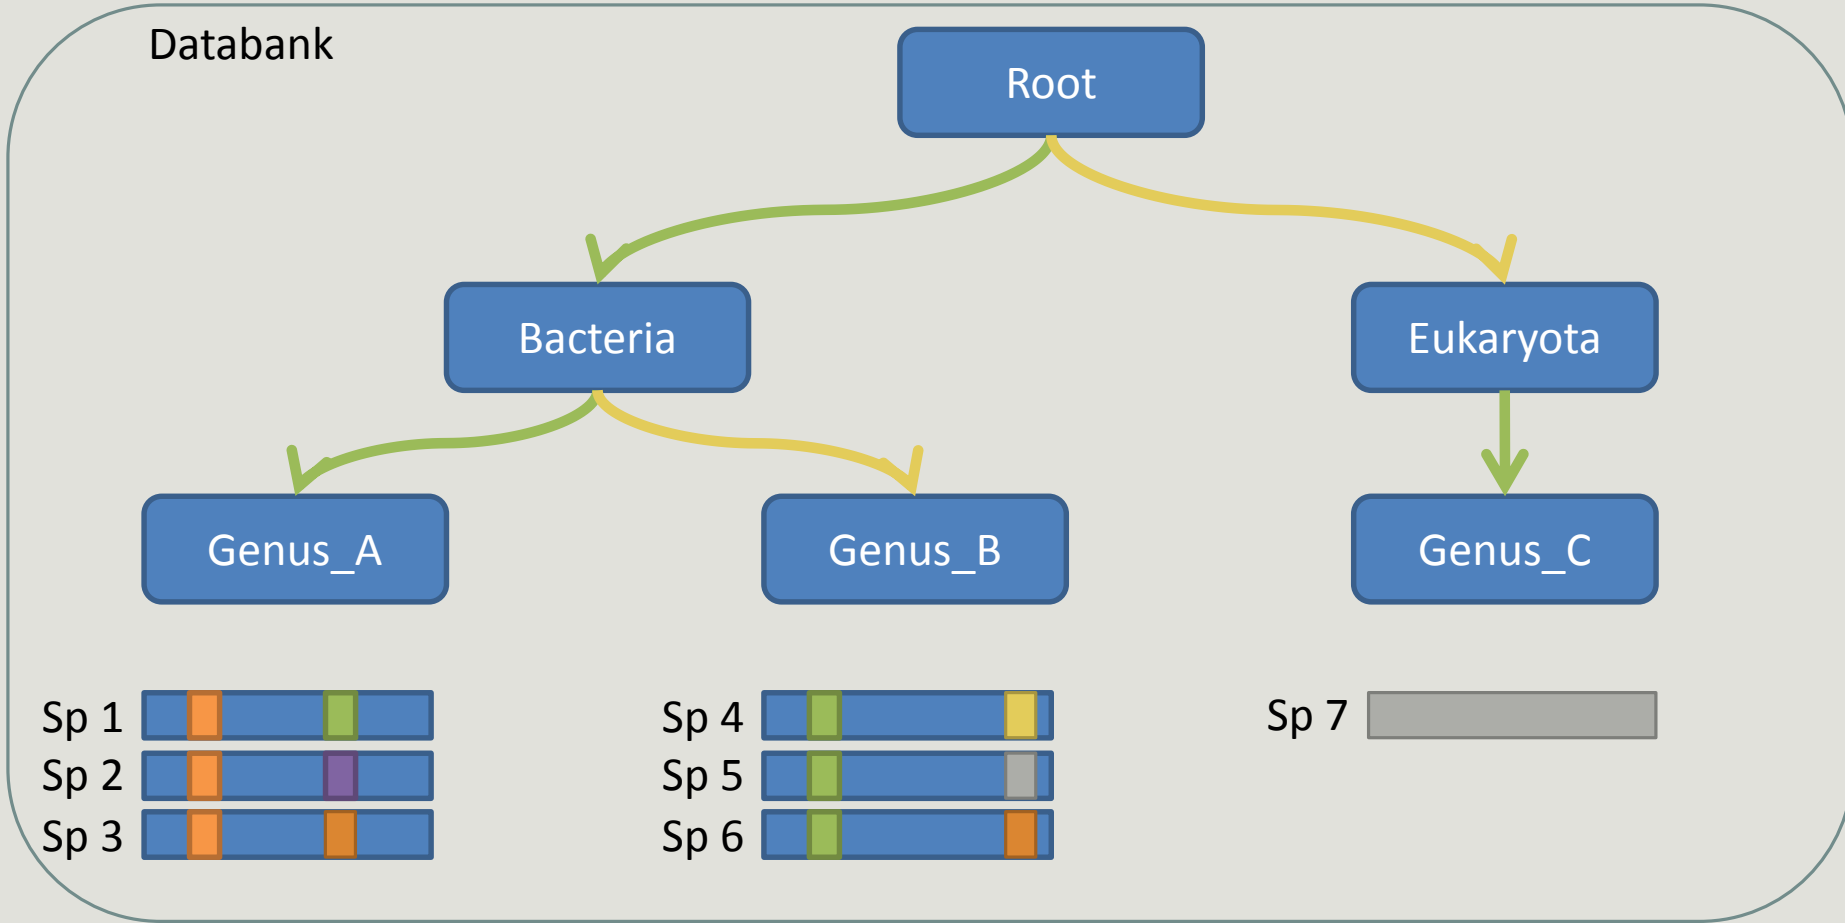 Databank
Root
Bacteria
Eukaryota
Genus_A
Genus_B
Genus_C
Sp 1
Sp 2
Sp 3
Sp 4
Sp 5
Sp 6
Sp 7